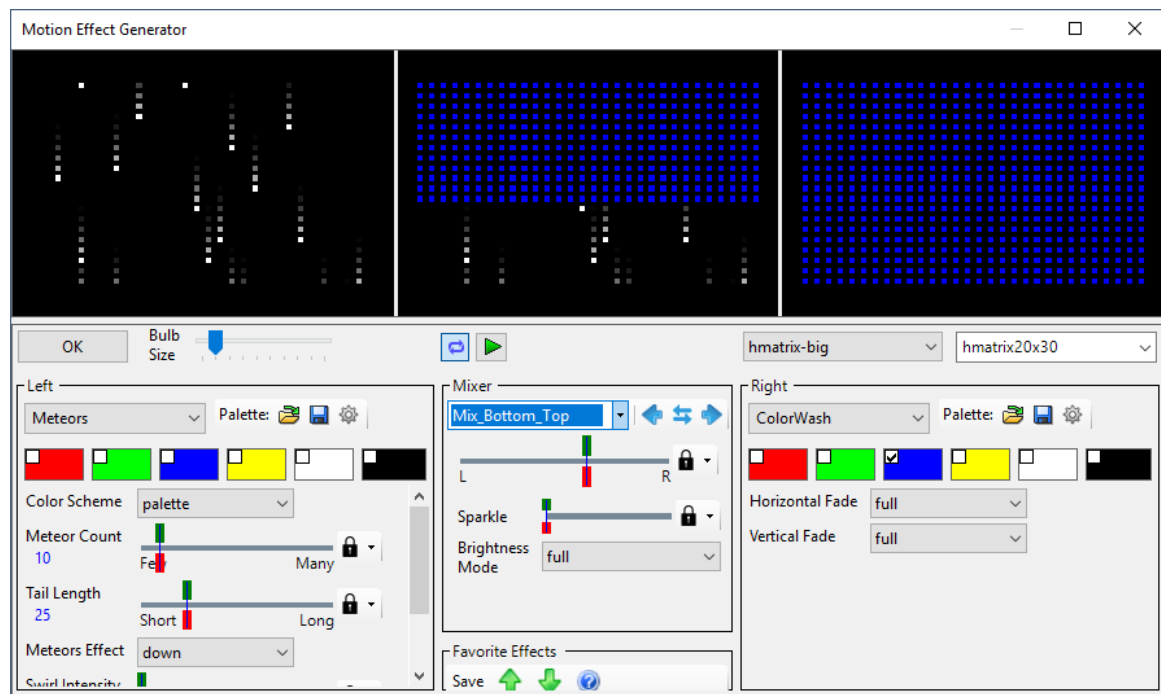 Motion Effect Generator
OK
Bulb
Size
hmatrix-big
hmatrix20x30
Left
Meteors
Palette:
Color Scheme
palette
Meteor Count
10
Few
Many
Tail Length
25
Short
Long
Meteors Effect
down
Swirl Intensity
Mixer
Mix_Bottom_Top
L
R
Sparkle
Brightness
Mode
full
Favorite Effects
Save
Right
ColorWash
Palette:
Horizontal Fade
full
Vertical Fade
full